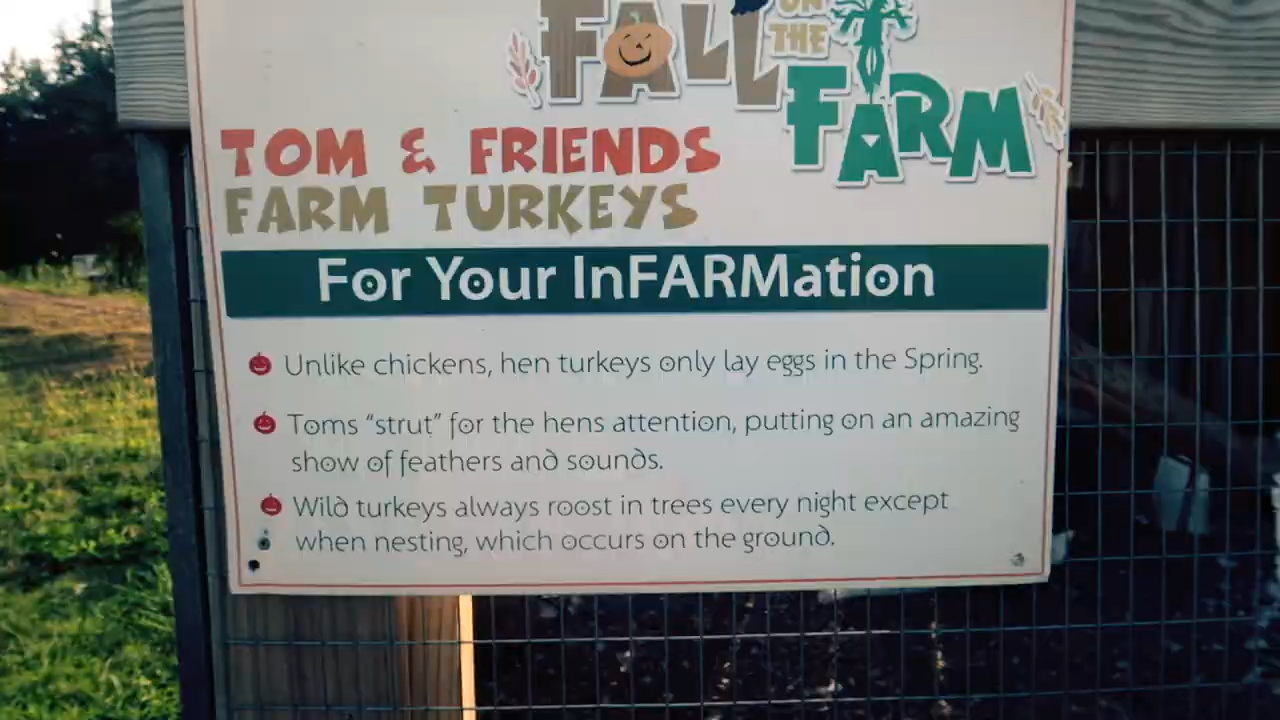 FALL
ON
THE
FARM
TOM & FRIENDS
FARM TURKEYS
For Your InFARMation
Unlike chickens, hen turkeys only lay eggs in the Spring.
Toms “strut” for the hens attention, putting on an amazing
show of feathers and sounds.
Wild turkeys always roost in trees every night except
when nesting, which occurs on the ground.